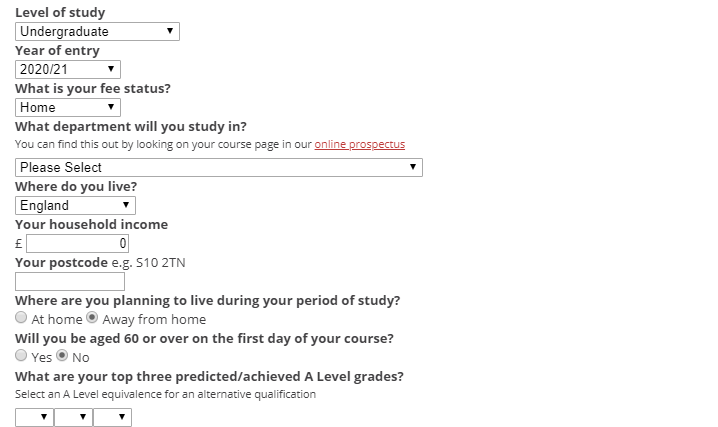 Level of study
Undergraduate
Year of entry
2020/21
What is your fee status?
Home
What department will you study in?
You can find this out by looking on your course page in our online prospectus
Please Select
Where do you live?
England
Your household income
£ 0
Your postcode e.g. S10 2TN
Where are you planning to live during your period of study?
At home Away from home
Will you be aged 60 or over on the first day of your course?
Yes No
What are your top three predicted/achieved A Level grades?
Select an A Level equivalence for an alternative qualification